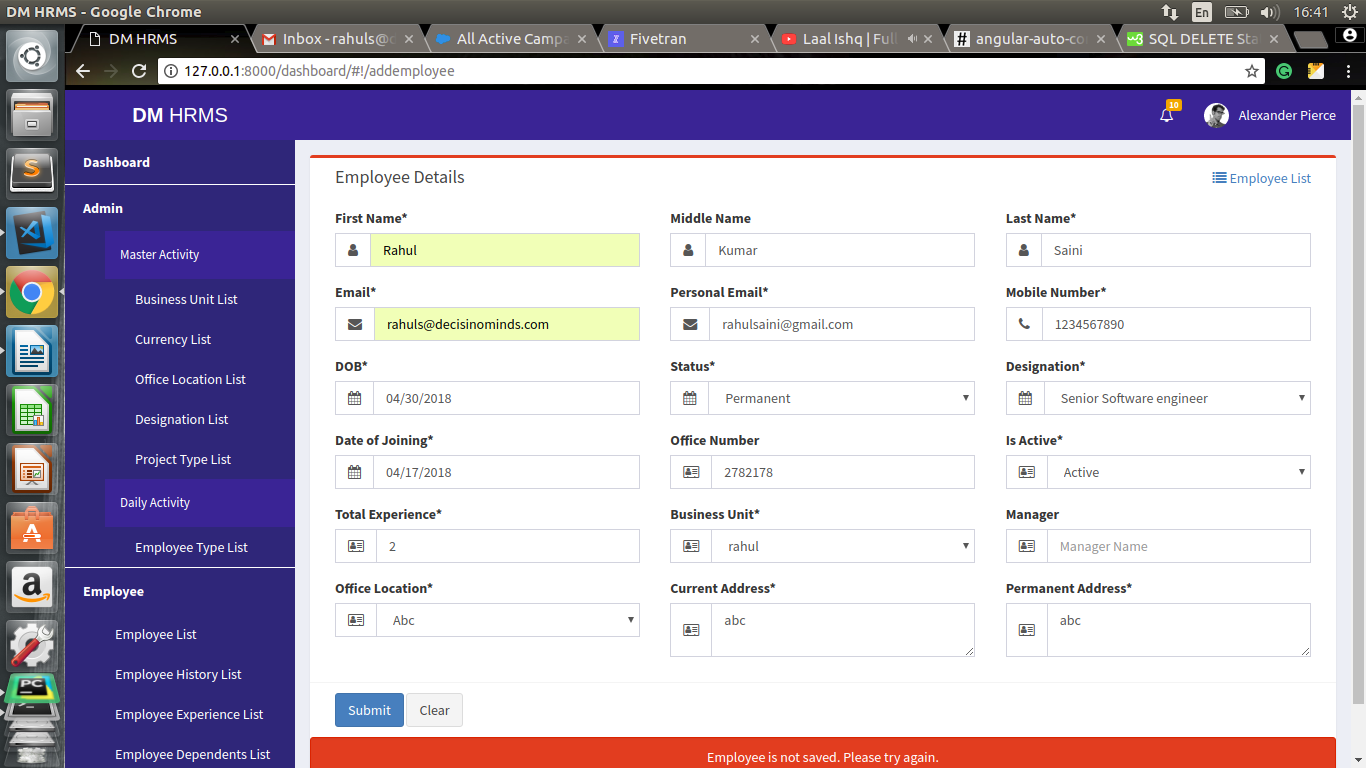 DM HRMS - Google Chrome
En
16:41
DM HRMS
Inbox - rahuls@
All Active Camp
Fivetran
Laal Ishq | Full
angular-auto-co
SQL DELETE Sta
127.0.0.1:8000/dashboard/#!/addemployee
DM HRMS
10
Alexander Pierce
Dashboard
Admin
Master Activity
Business Unit List
Currency List
Office Location List
Designation List
Project Type List
Daily Activity
Employee Type List
Employee
Employee List
Employee History List
Employee Experience List
Employee Dependents List
Employee Details
Employee List
First Name*
Middle Name
Last Name*
Rahul
Kumar
Saini
Email*
Personal Email*
Mobile Number*
rahuls@decisinominds.com
rahulsaini@gmail.com
1234567890
DOB*
Status*
Designation*
04/30/2018
Permanent
Senior Software engineer
Date of Joining*
Office Number
Is Active*
04/17/2018
2782178
Active
Total Experience*
Business Unit*
Manager
2
rahul
Manager Name
Office Location*
Current Address*
Permanent Address*
Abc
abc
abc
Submit
Clear
Employee is not saved. Please try again.